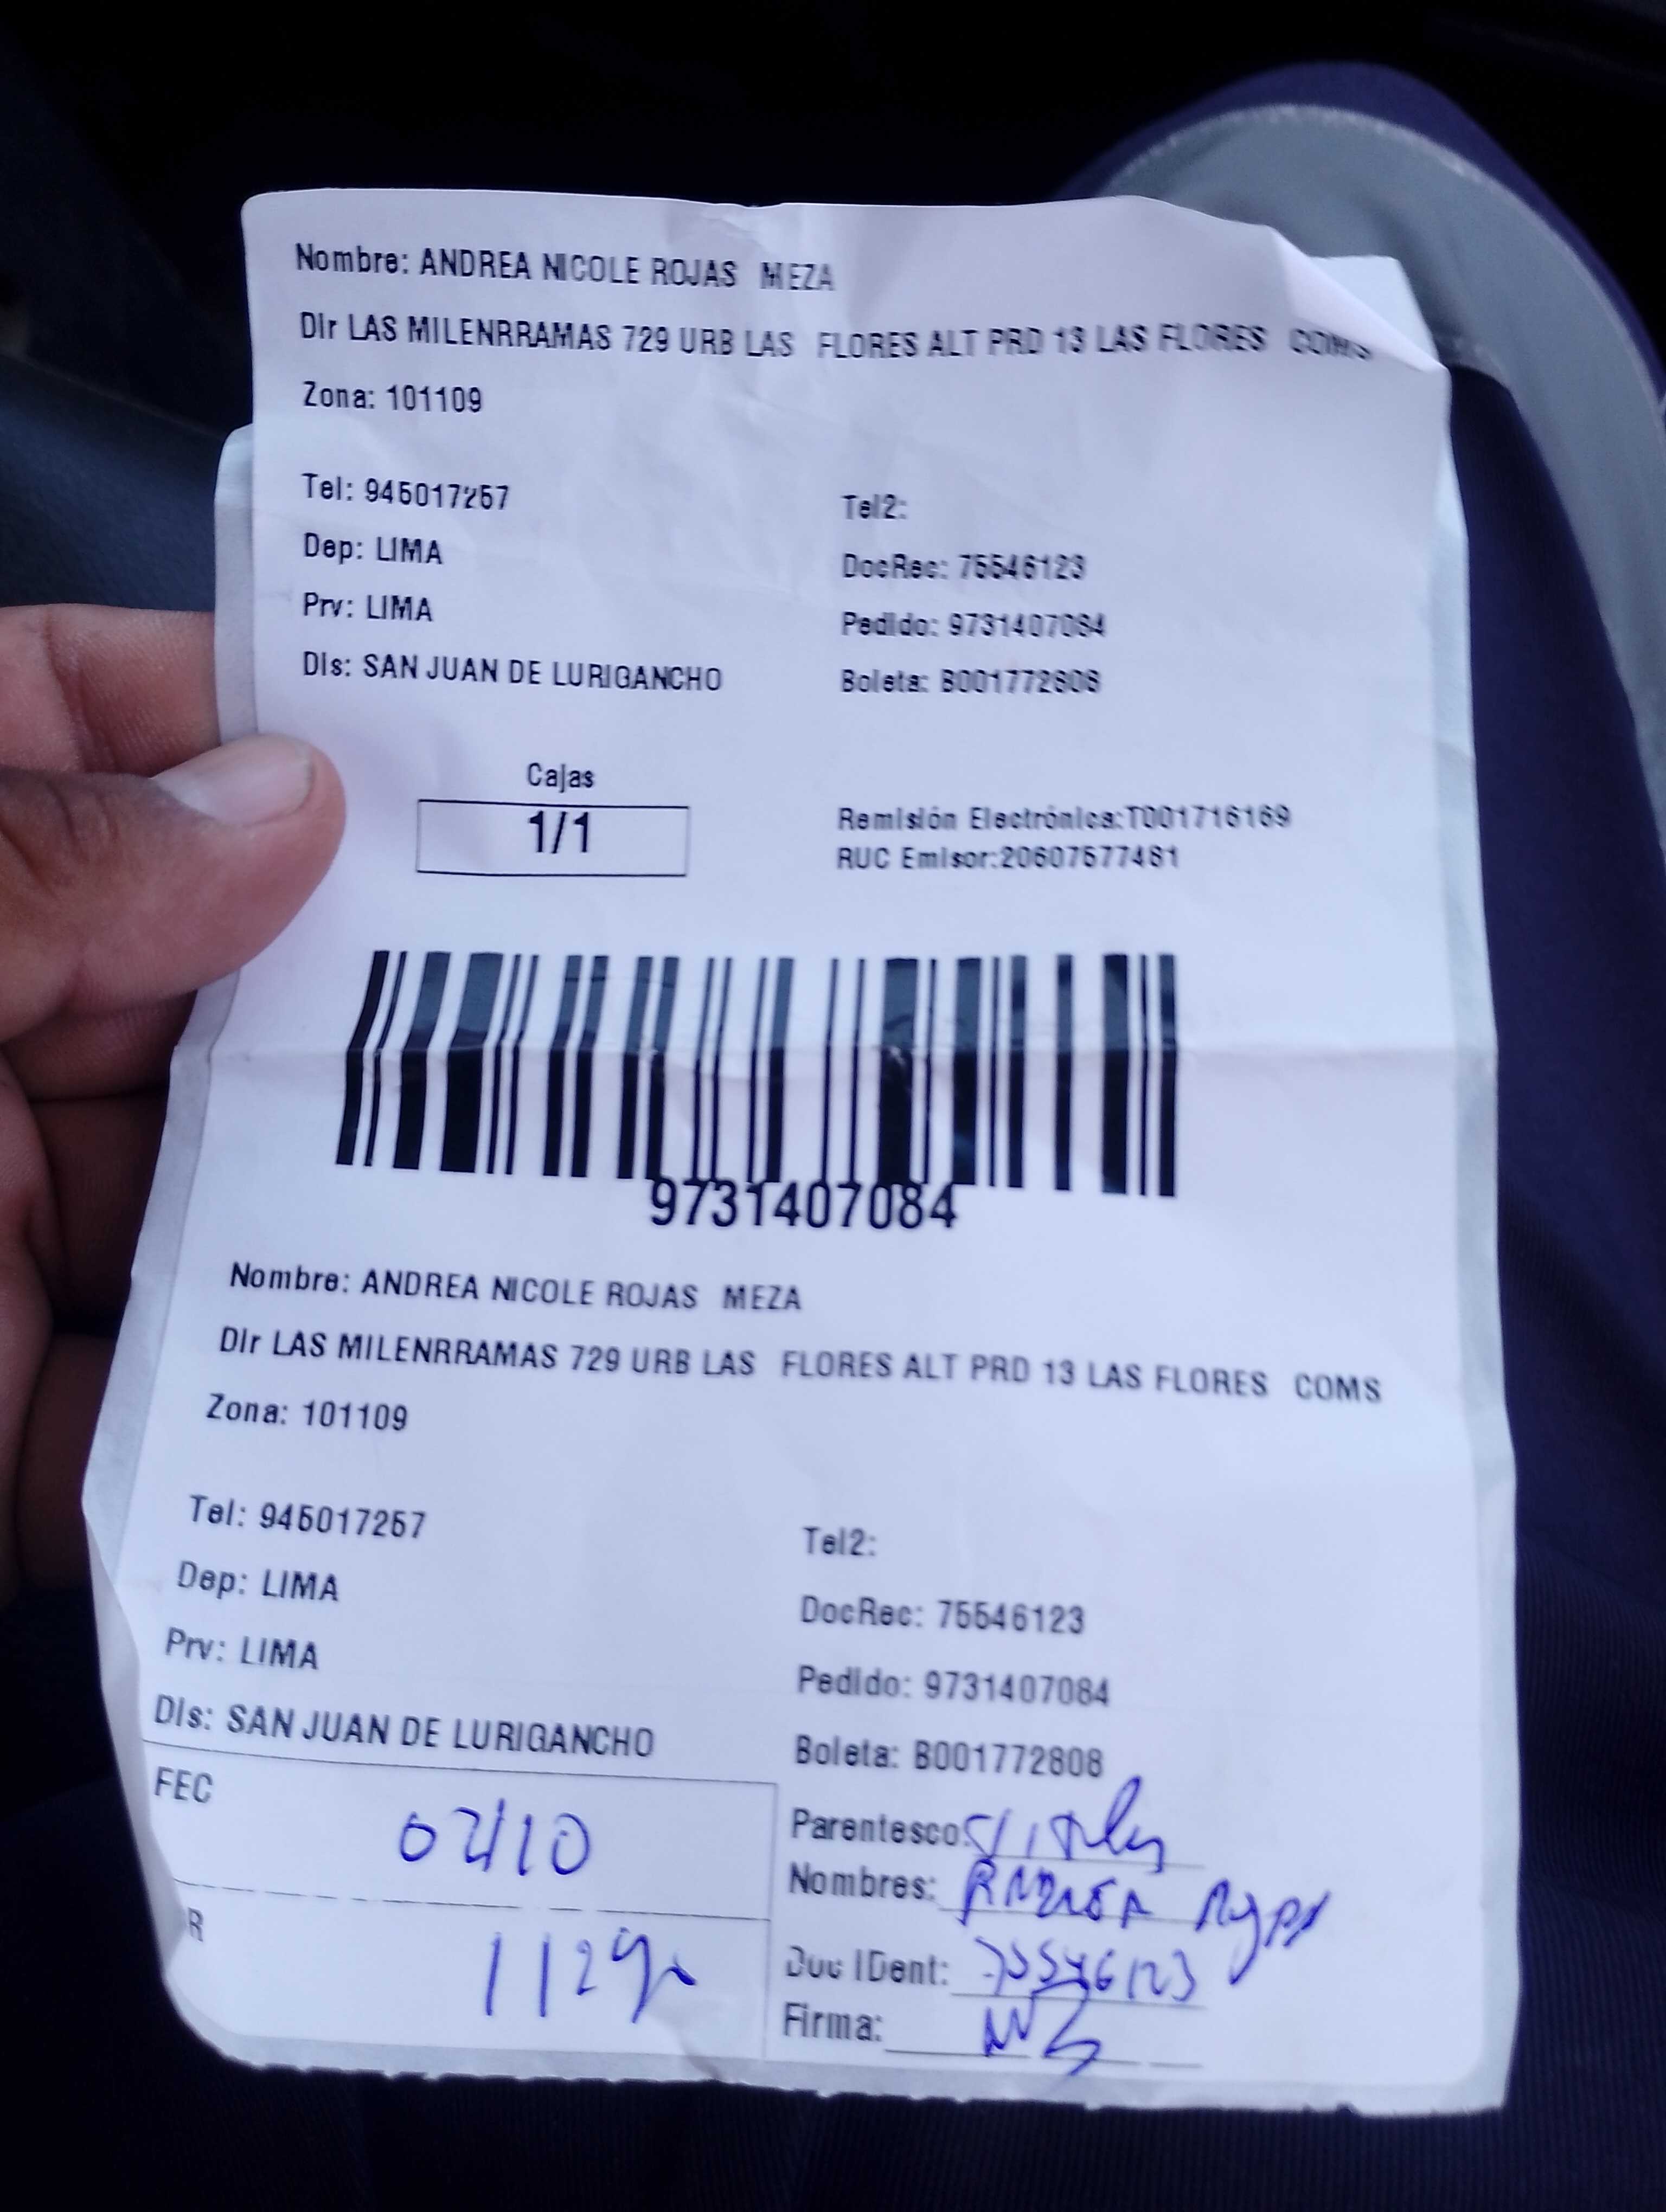 Nombre: ANDREA NICOLE ROJAS MEZA
Dir LAS MILENRRAMAS 729 URB LAS FLORES ALT PRD 13 LAS FLORES COMS
Zona: 101109
Tel: 945017257
Tel2:
Dep: LIMA
DocRec: 75546123
Prv: LIMA
Pedido: 9731407084
Dis: SAN JUAN DE LURIGANCHO
Boleta: B001772808
Cajas
1/1
Remisión Electrónica:T001716169
RUC Emisor:20607577481
9731407084
Nombre: ANDREA NICOLE ROJAS MEZA
Dir LAS MILENRRAMAS 729 URB LAS FLORES ALT PRD 13 LAS FLORES COMS
Zona: 101109
Tel: 945017257
Tel2:
Dep: LIMA
DocRec: 75546123
Prv: LIMA
Pedido: 9731407084
Dis: SAN JUAN DE LURIGANCHO
Boleta: B001772808
FEC
02/10
Parentesco:
Nombres: ANDREA
R
Doc IDent: 75546123
Firma: